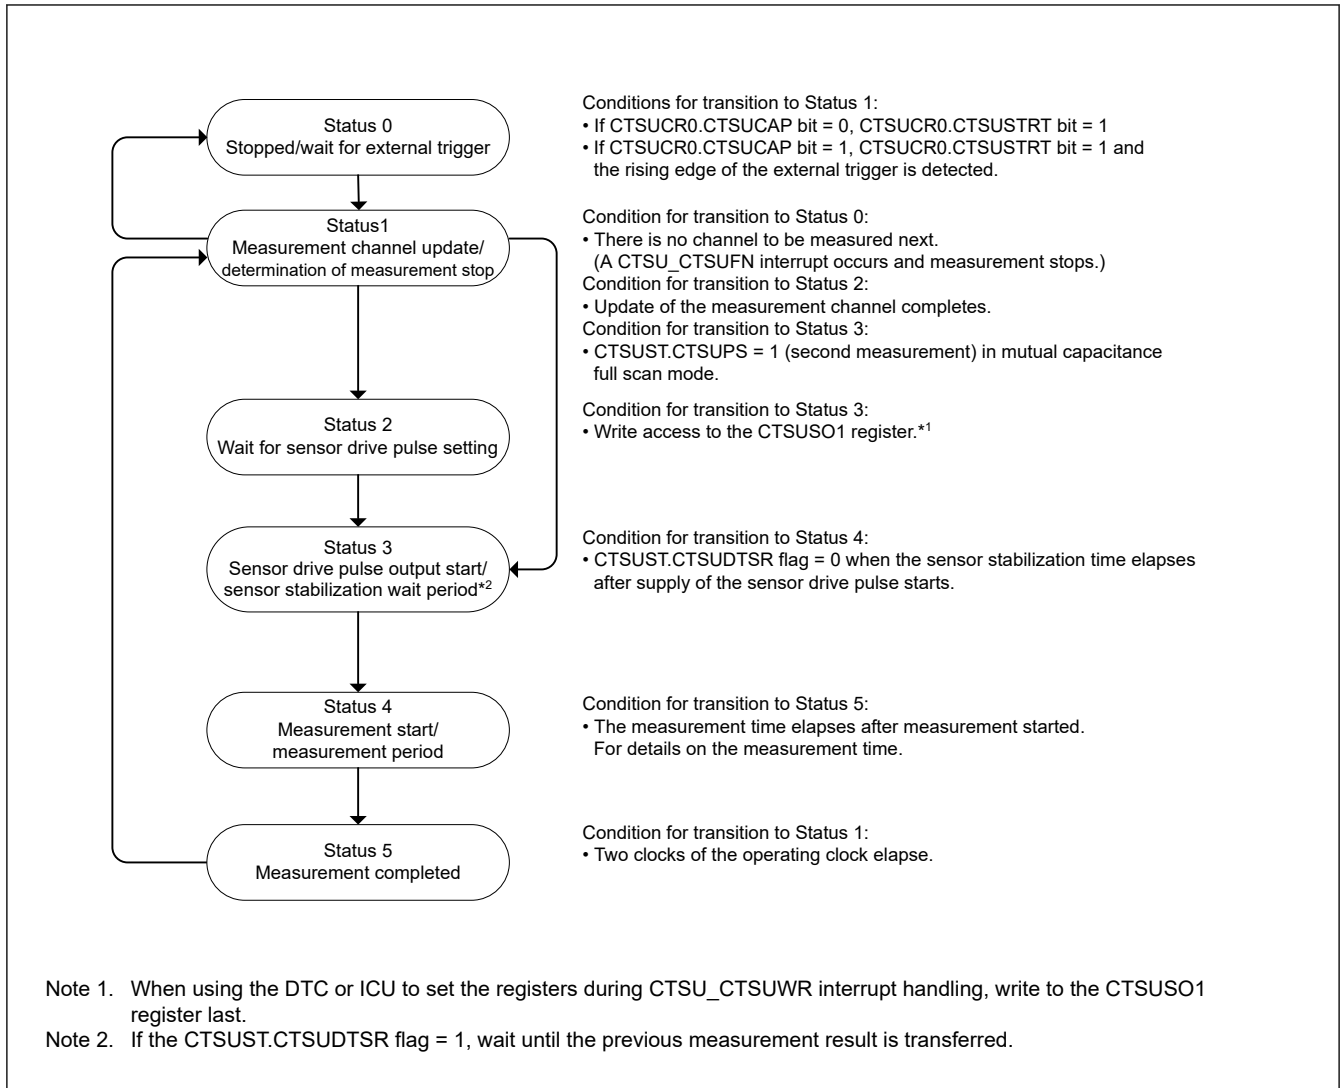 Status 0
Stopped/wait for external trigger
Conditions for transition to Status 1:
• If CTSUCR0.CTSUCAP bit = 0, CTSUCR0.CTSUSTRT bit = 1
• If CTSUCR0.CTSUCAP bit = 1, CTSUCR0.CTSUSTRT bit = 1 and
the rising edge of the external trigger is detected.
Status1
Measurement channel update/
determination of measurement stop
Condition for transition to Status 0:
• There is no channel to be measured next.
(A CTSU_CTSUFN interrupt occurs and measurement stops.)
Condition for transition to Status 2:
• Update of the measurement channel completes.
Condition for transition to Status 3:
• CTSUST.CTSUPS = 1 (second measurement) in mutual capacitance
full scan mode.
Status 2
Wait for sensor drive pulse setting
Condition for transition to Status 3:
• Write access to the CTSUSO1 register.*1
Status 3
Sensor drive pulse output start/
sensor stabilization wait period*2
Condition for transition to Status 4:
• CTSUST.CTSUDTSR flag = 0 when the sensor stabilization time elapses
after supply of the sensor drive pulse starts.
Status 4
Measurement start/
measurement period
Condition for transition to Status 5:
• The measurement time elapses after measurement started.
For details on the measurement time.
Status 5
Measurement completed
Condition for transition to Status 1:
• Two clocks of the operating clock elapse.
Note 1. When using the DTC or ICU to set the registers during CTSU_CTSUWR interrupt handling, write to the CTSUSO1
register last.
Note 2. If the CTSUST.CTSUDTSR flag = 1, wait until the previous measurement result is transferred.